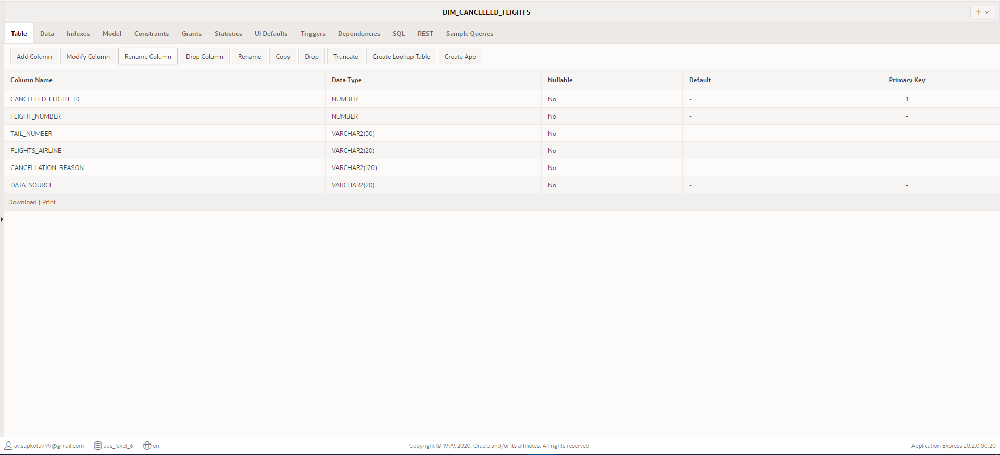 DIM_CANCELLED_FLIGHTS
Table Data Indexes Model Constraints Grants Statistics UI Defaults Triggers Dependencies SQL REST Sample Queries
Add Column Modify Column Rename Column Drop Column Rename Copy Drop Truncate Create Lookup Table Create App
Column Name Data Type Nullable Default Primary Key
CANCELLED_FLIGHT_ID NUMBER No - 1
FLIGHT_NUMBER NUMBER No - -
TAIL_NUMBER VARCHAR2(50) No - -
FLIGHTS_AIRLINE VARCHAR2(20) No - -
CANCELLATION_REASON VARCHAR2(120) No - -
DATA_SOURCE VARCHAR2(20) No - -
Download | Print
av.sapkota999@gmail.com ads_level_6 en Copyright © 1999, 2020, Oracle and/or its affiliates. All rights reserved. Application Express 20.2.0.00.20